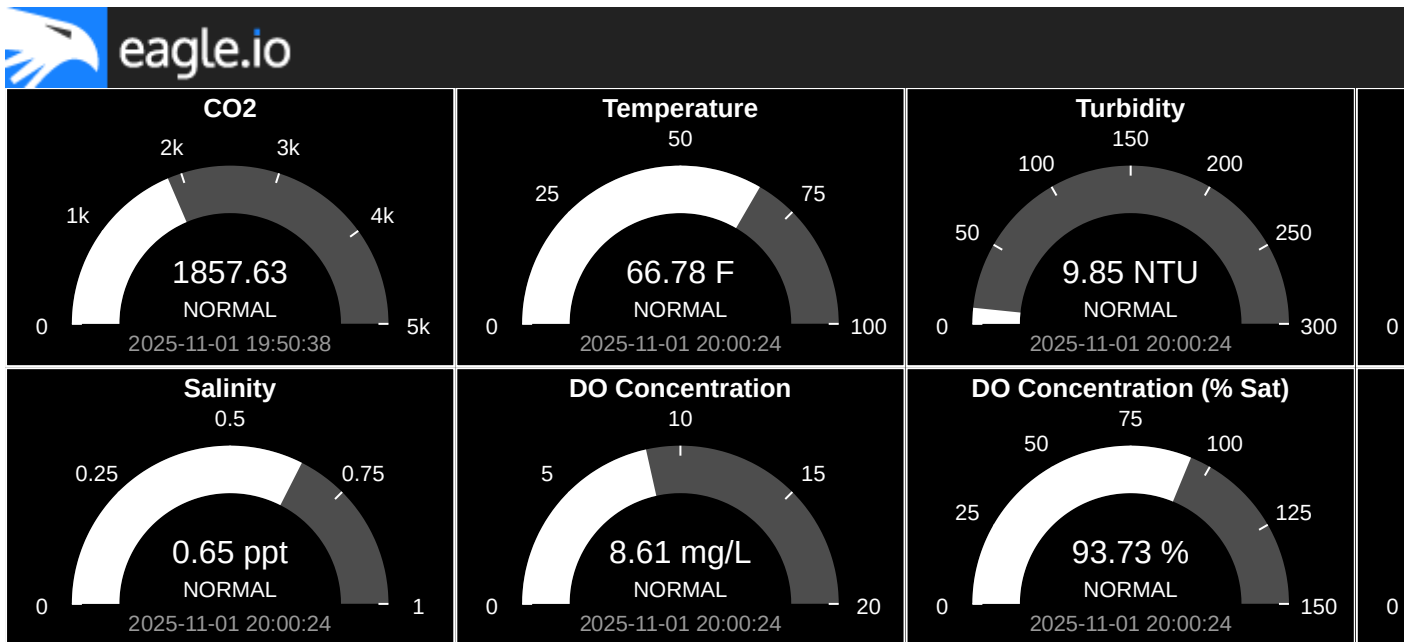 eagle.io
CO2
2k
3k
1k
4k
1857.63
NORMAL
0
5k
2025-11-01 19:50:38
Temperature
50
25
75
66.78 F
NORMAL
0
100
2025-11-01 20:00:24
Turbidity
150
100
200
50
250
9.85 NTU
NORMAL
0
300
2025-11-01 20:00:24
0
Salinity
0.5
0.25
0.75
0.65 ppt
NORMAL
0
1
2025-11-01 20:00:24
DO Concentration
10
5
15
8.61 mg/L
NORMAL
0
20
2025-11-01 20:00:24
DO Concentration (% Sat)
75
50
100
25
125
93.73 %
NORMAL
0
150
2025-11-01 20:00:24
0